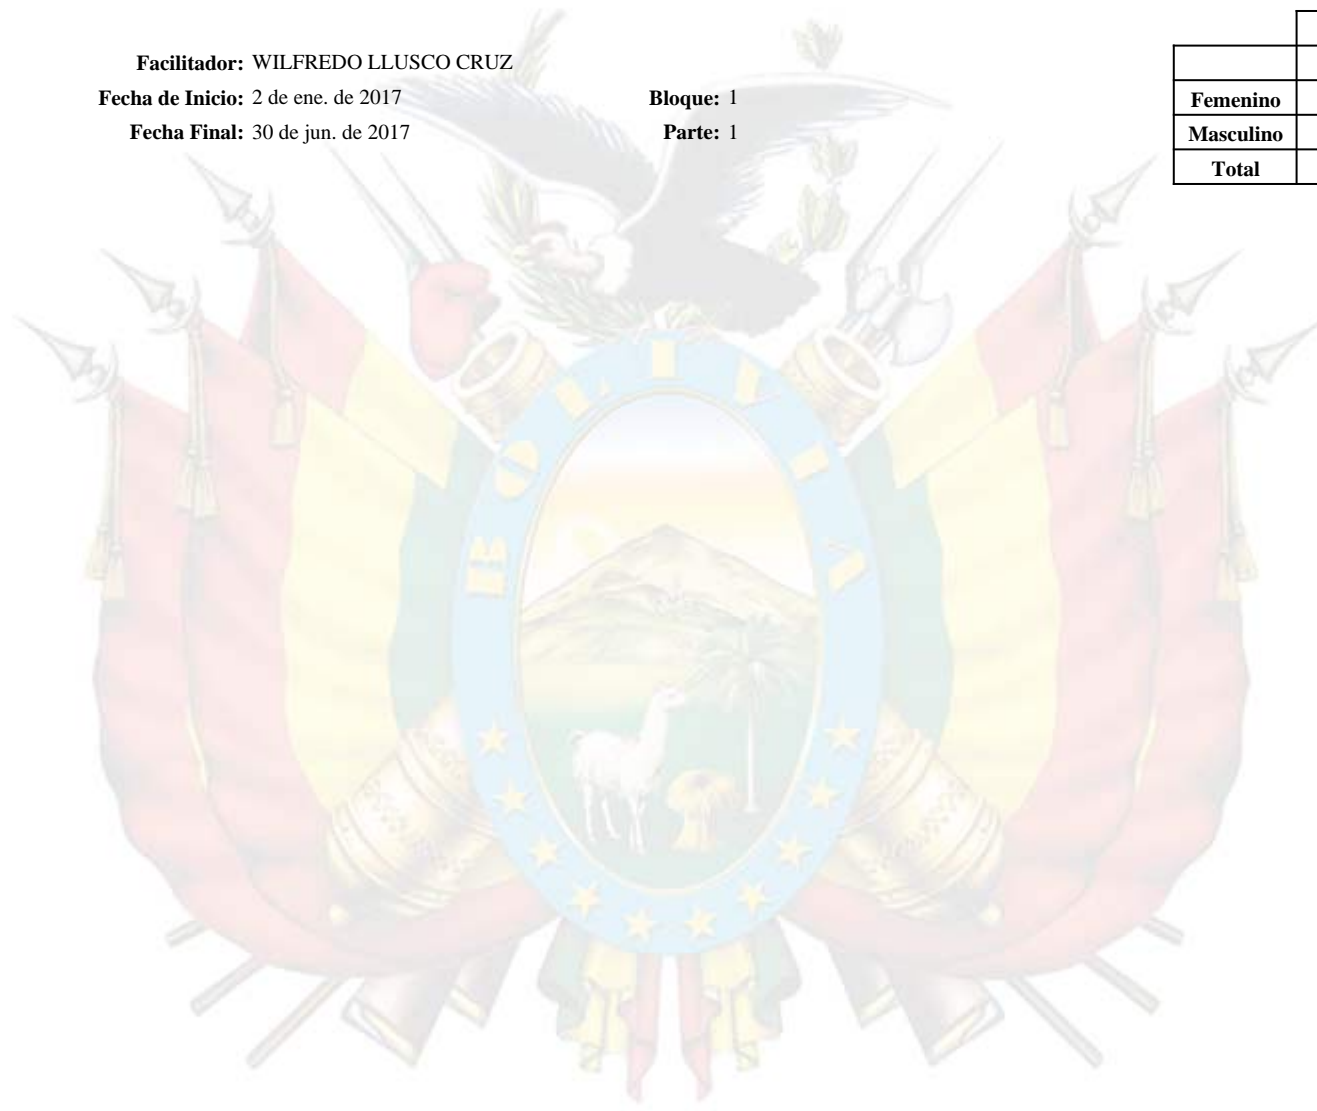 Facilitador: WILFREDO LLUSCO CRUZ
Fecha de Inicio: 2 de ene. de 2017
Bloque: 1
Fecha Final: 30 de jun. de 2017
Parte: 1
Femenino
Masculino
Total
BOLIVIA